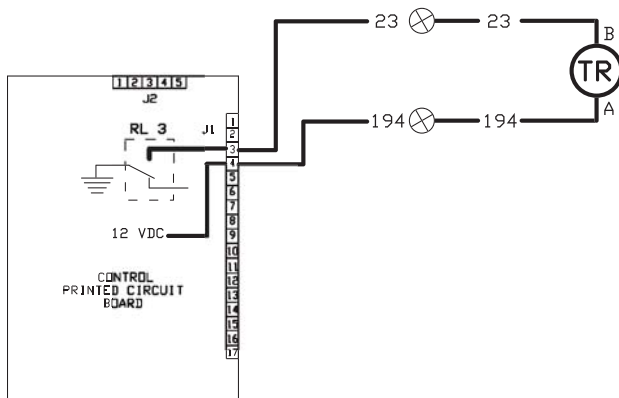 23 23
B
TR
A
194 194
1 2 3 4 5
J2
RL 3 J1
1
2
3
4
5
6
7
8
9
10
11
12
13
14
15
16
17
12 VDC
CONTROL
PRINTED CIRCUIT
BOARD